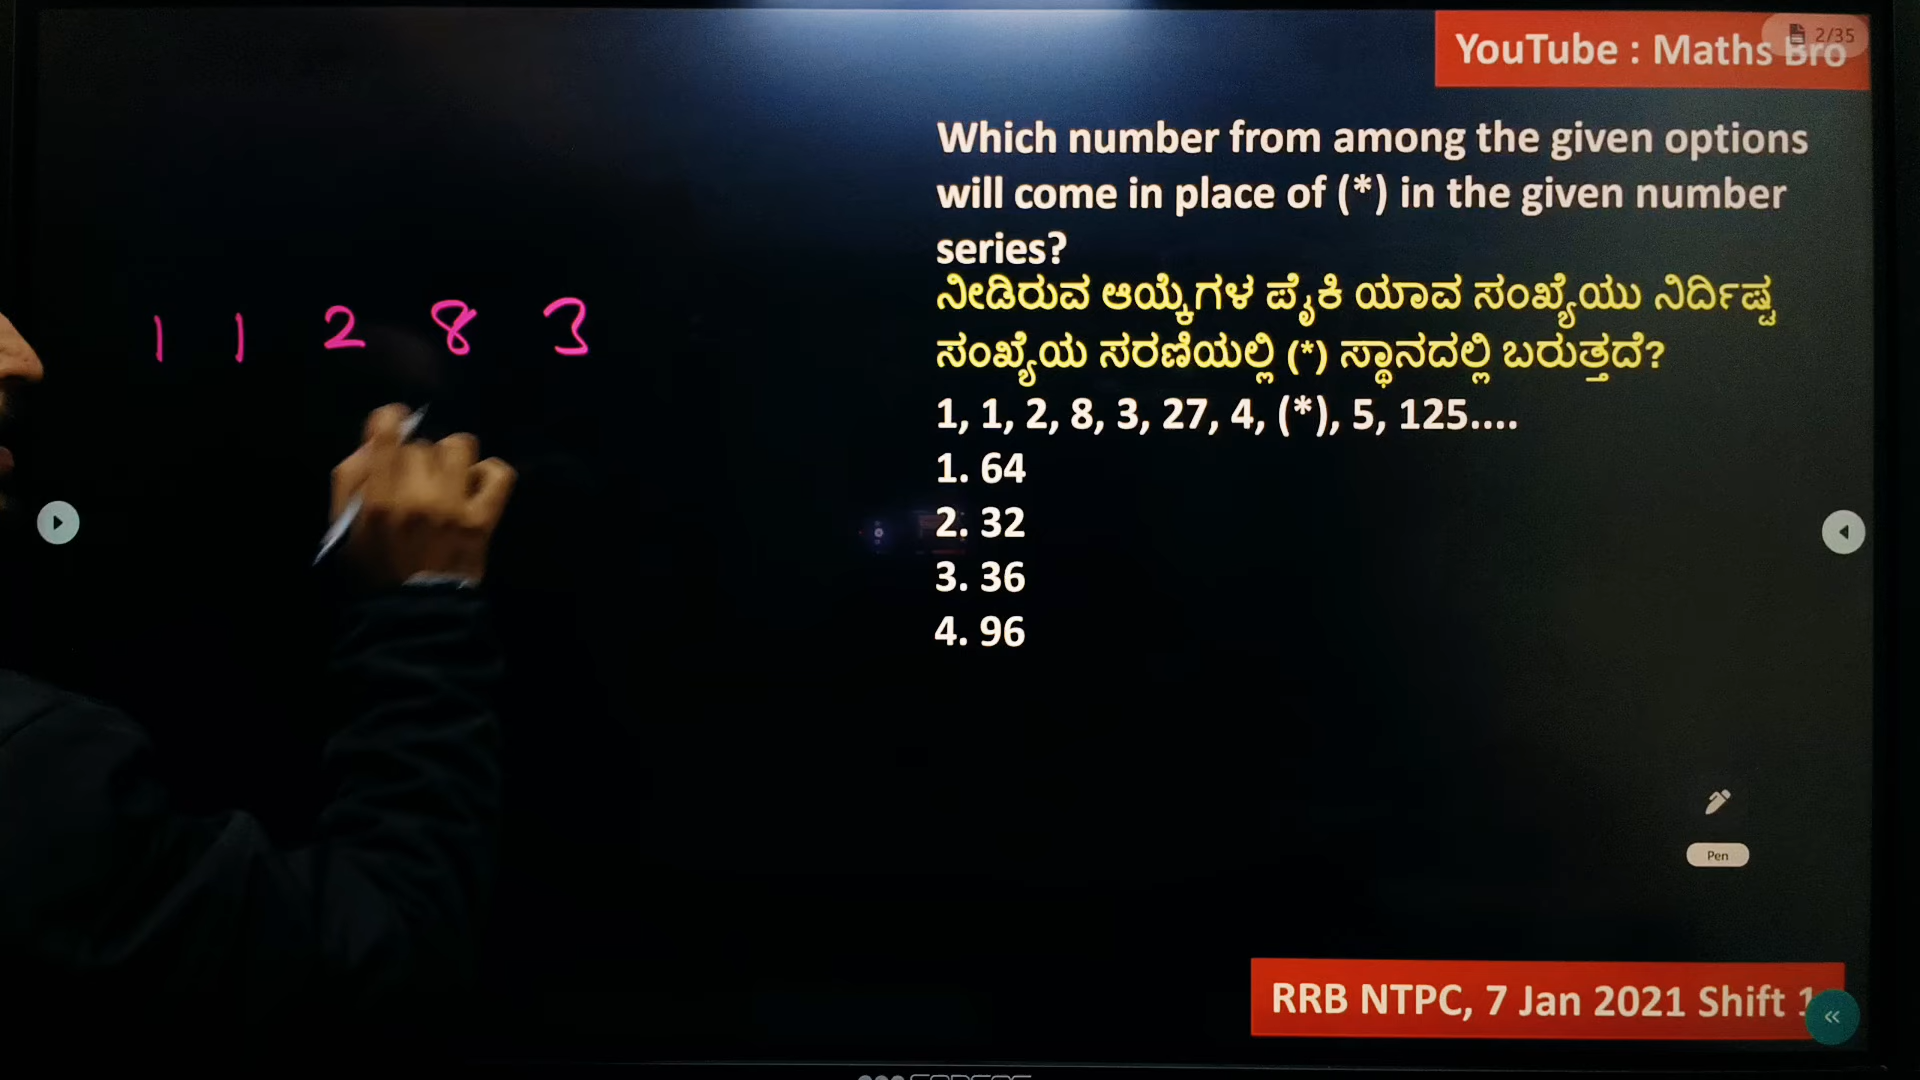 YouTube : Maths Bro
2/35
Which number from among the given options
will come in place of (*) in the given number
series?
ನೀಡಿರುವ ಆಯ್ಕೆಗಳ ಪೈಕಿ ಯಾವ ಸಂಖ್ಯೆಯು ನಿರ್ದಿಷ್ಟ
ಸಂಖ್ಯೆಯ ಸರಣಿಯಲ್ಲಿ (*) ಸ್ಥಾನದಲ್ಲಿ ಬರುತ್ತದೆ?
1, 1, 2, 8, 3, 27, 4, (*), 5, 125....
1. 64
2. 32
3. 36
4. 96
1 1 2 8 3
Pen
RRB NTPC, 7 Jan 2021 Shift 1